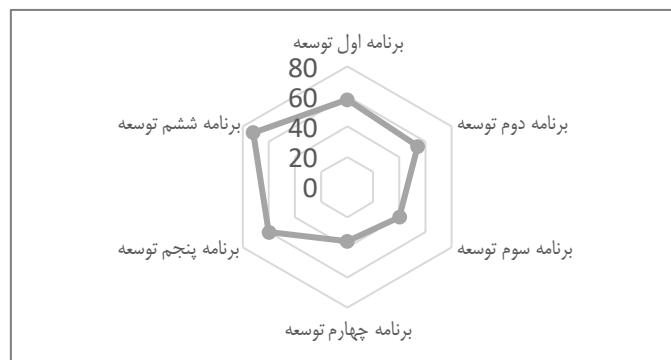 برنامه اول توسعه
80
60
40
20
0
برنامه دوم توسعه
برنامه سوم توسعه
برنامه چهارم توسعه
برنامه پنجم توسعه
برنامه ششم توسعه